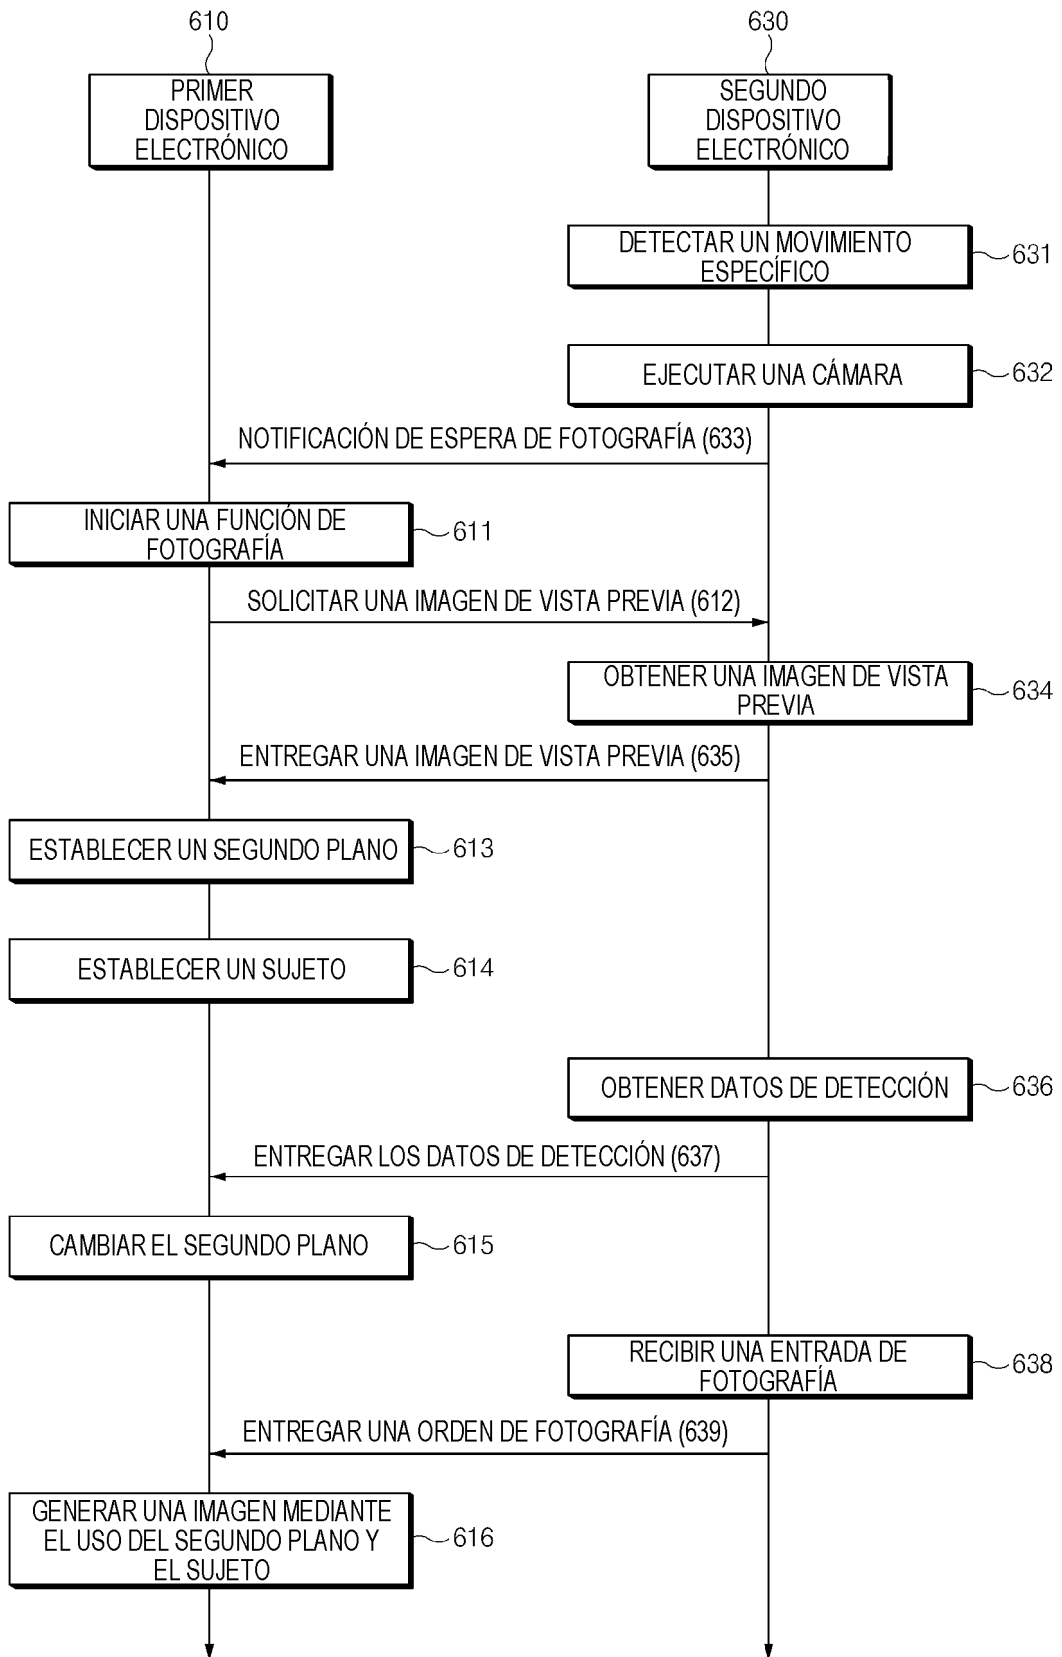 610
630
PRIMER
DISPOSITIVO
ELECTRÓNICO
SEGUNDO
DISPOSITIVO
ELECTRÓNICO
DETECTAR UN MOVIMIENTO
ESPECÍFICO
631
EJECUTAR UNA CÁMARA
632
NOTIFICACIÓN DE ESPERA DE FOTOGRAFÍA (633)
INICIAR UNA FUNCIÓN DE
FOTOGRAFÍA
611
SOLICITAR UNA IMAGEN DE VISTA PREVIA (612)
OBTENER UNA IMAGEN DE VISTA
PREVIA
634
ENTREGAR UNA IMAGEN DE VISTA PREVIA (635)
ESTABLECER UN SEGUNDO PLANO
613
ESTABLECER UN SUJETO
614
OBTENER DATOS DE DETECCIÓN
636
ENTREGAR LOS DATOS DE DETECCIÓN (637)
CAMBIAR EL SEGUNDO PLANO
615
RECIBIR UNA ENTRADA DE
FOTOGRAFÍA
638
ENTREGAR UNA ORDEN DE FOTOGRAFÍA (639)
GENERAR UNA IMAGEN MEDIANTE
EL USO DEL SEGUNDO PLANO Y
EL SUJETO
616